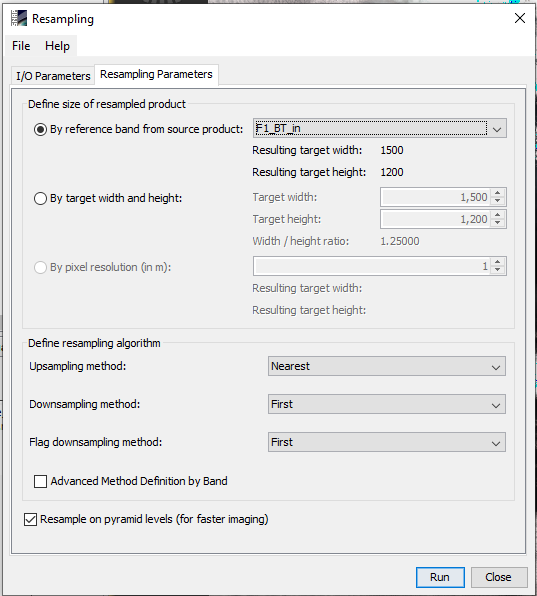 Resampling
File Help
I/O Parameters Resampling Parameters
Define size of resampled product
By reference band from source product: F1_BT_in
Resulting target width: 1500
Resulting target height: 1200
By target width and height: Target width: 1,500
Target height: 1,200
Width / height ratio: 1.25000
By pixel resolution (in m): 1
Resulting target width:
Resulting target height:
Define resampling algorithm
Upsampling method: Nearest
Downsampling method: First
Flag downsampling method: First
Advanced Method Definition by Band
Resample on pyramid levels (for faster imaging)
Run Close